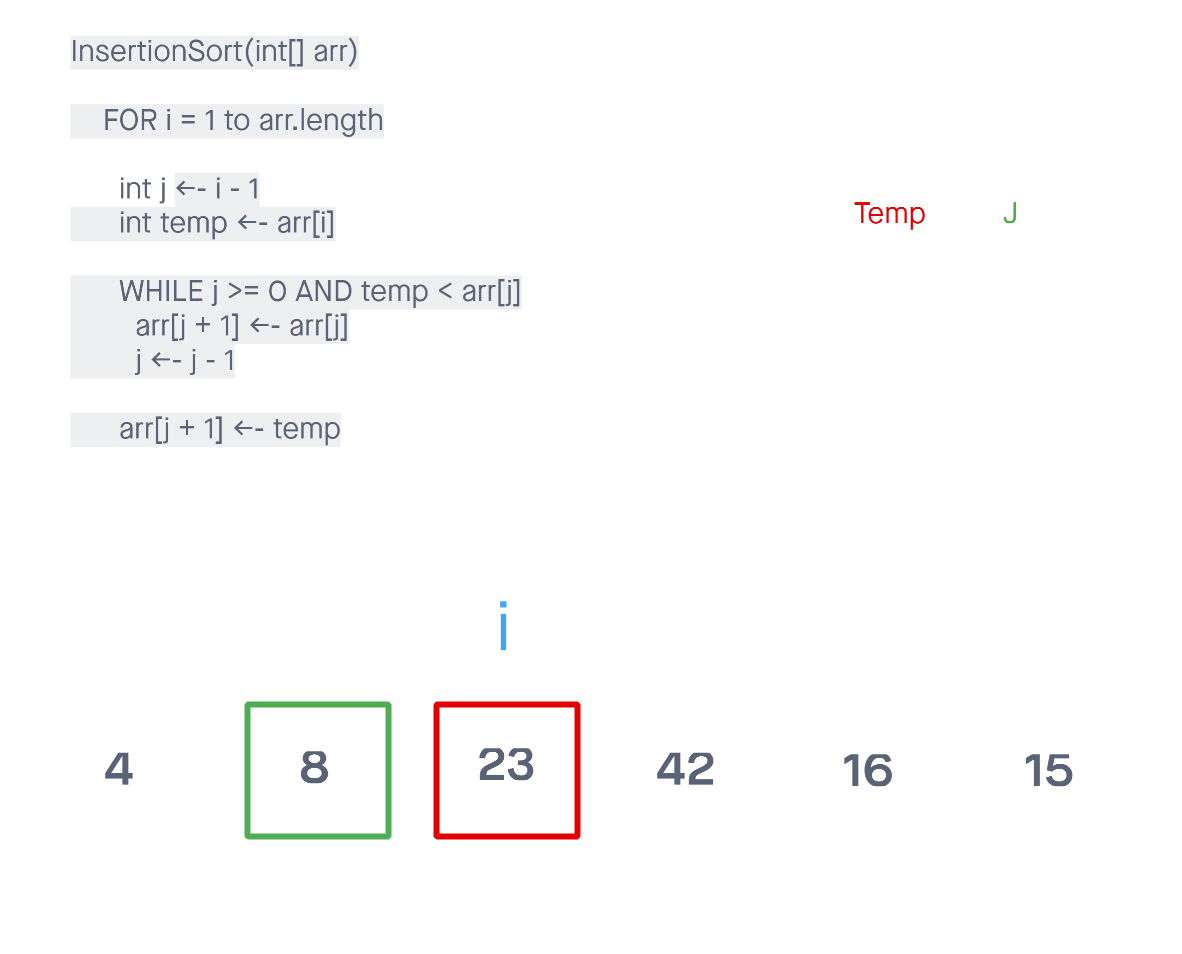 InsertionSort(int[] arr)
FOR i = 1 to arr.length
int j <-- i - 1
int temp <-- arr[i]
WHILE j >= 0 AND temp < arr[j]
arr[j + 1] <-- arr[j]
j <-- j - 1
arr[j + 1] <-- temp
Temp J
i
4 8 23 42 16 15